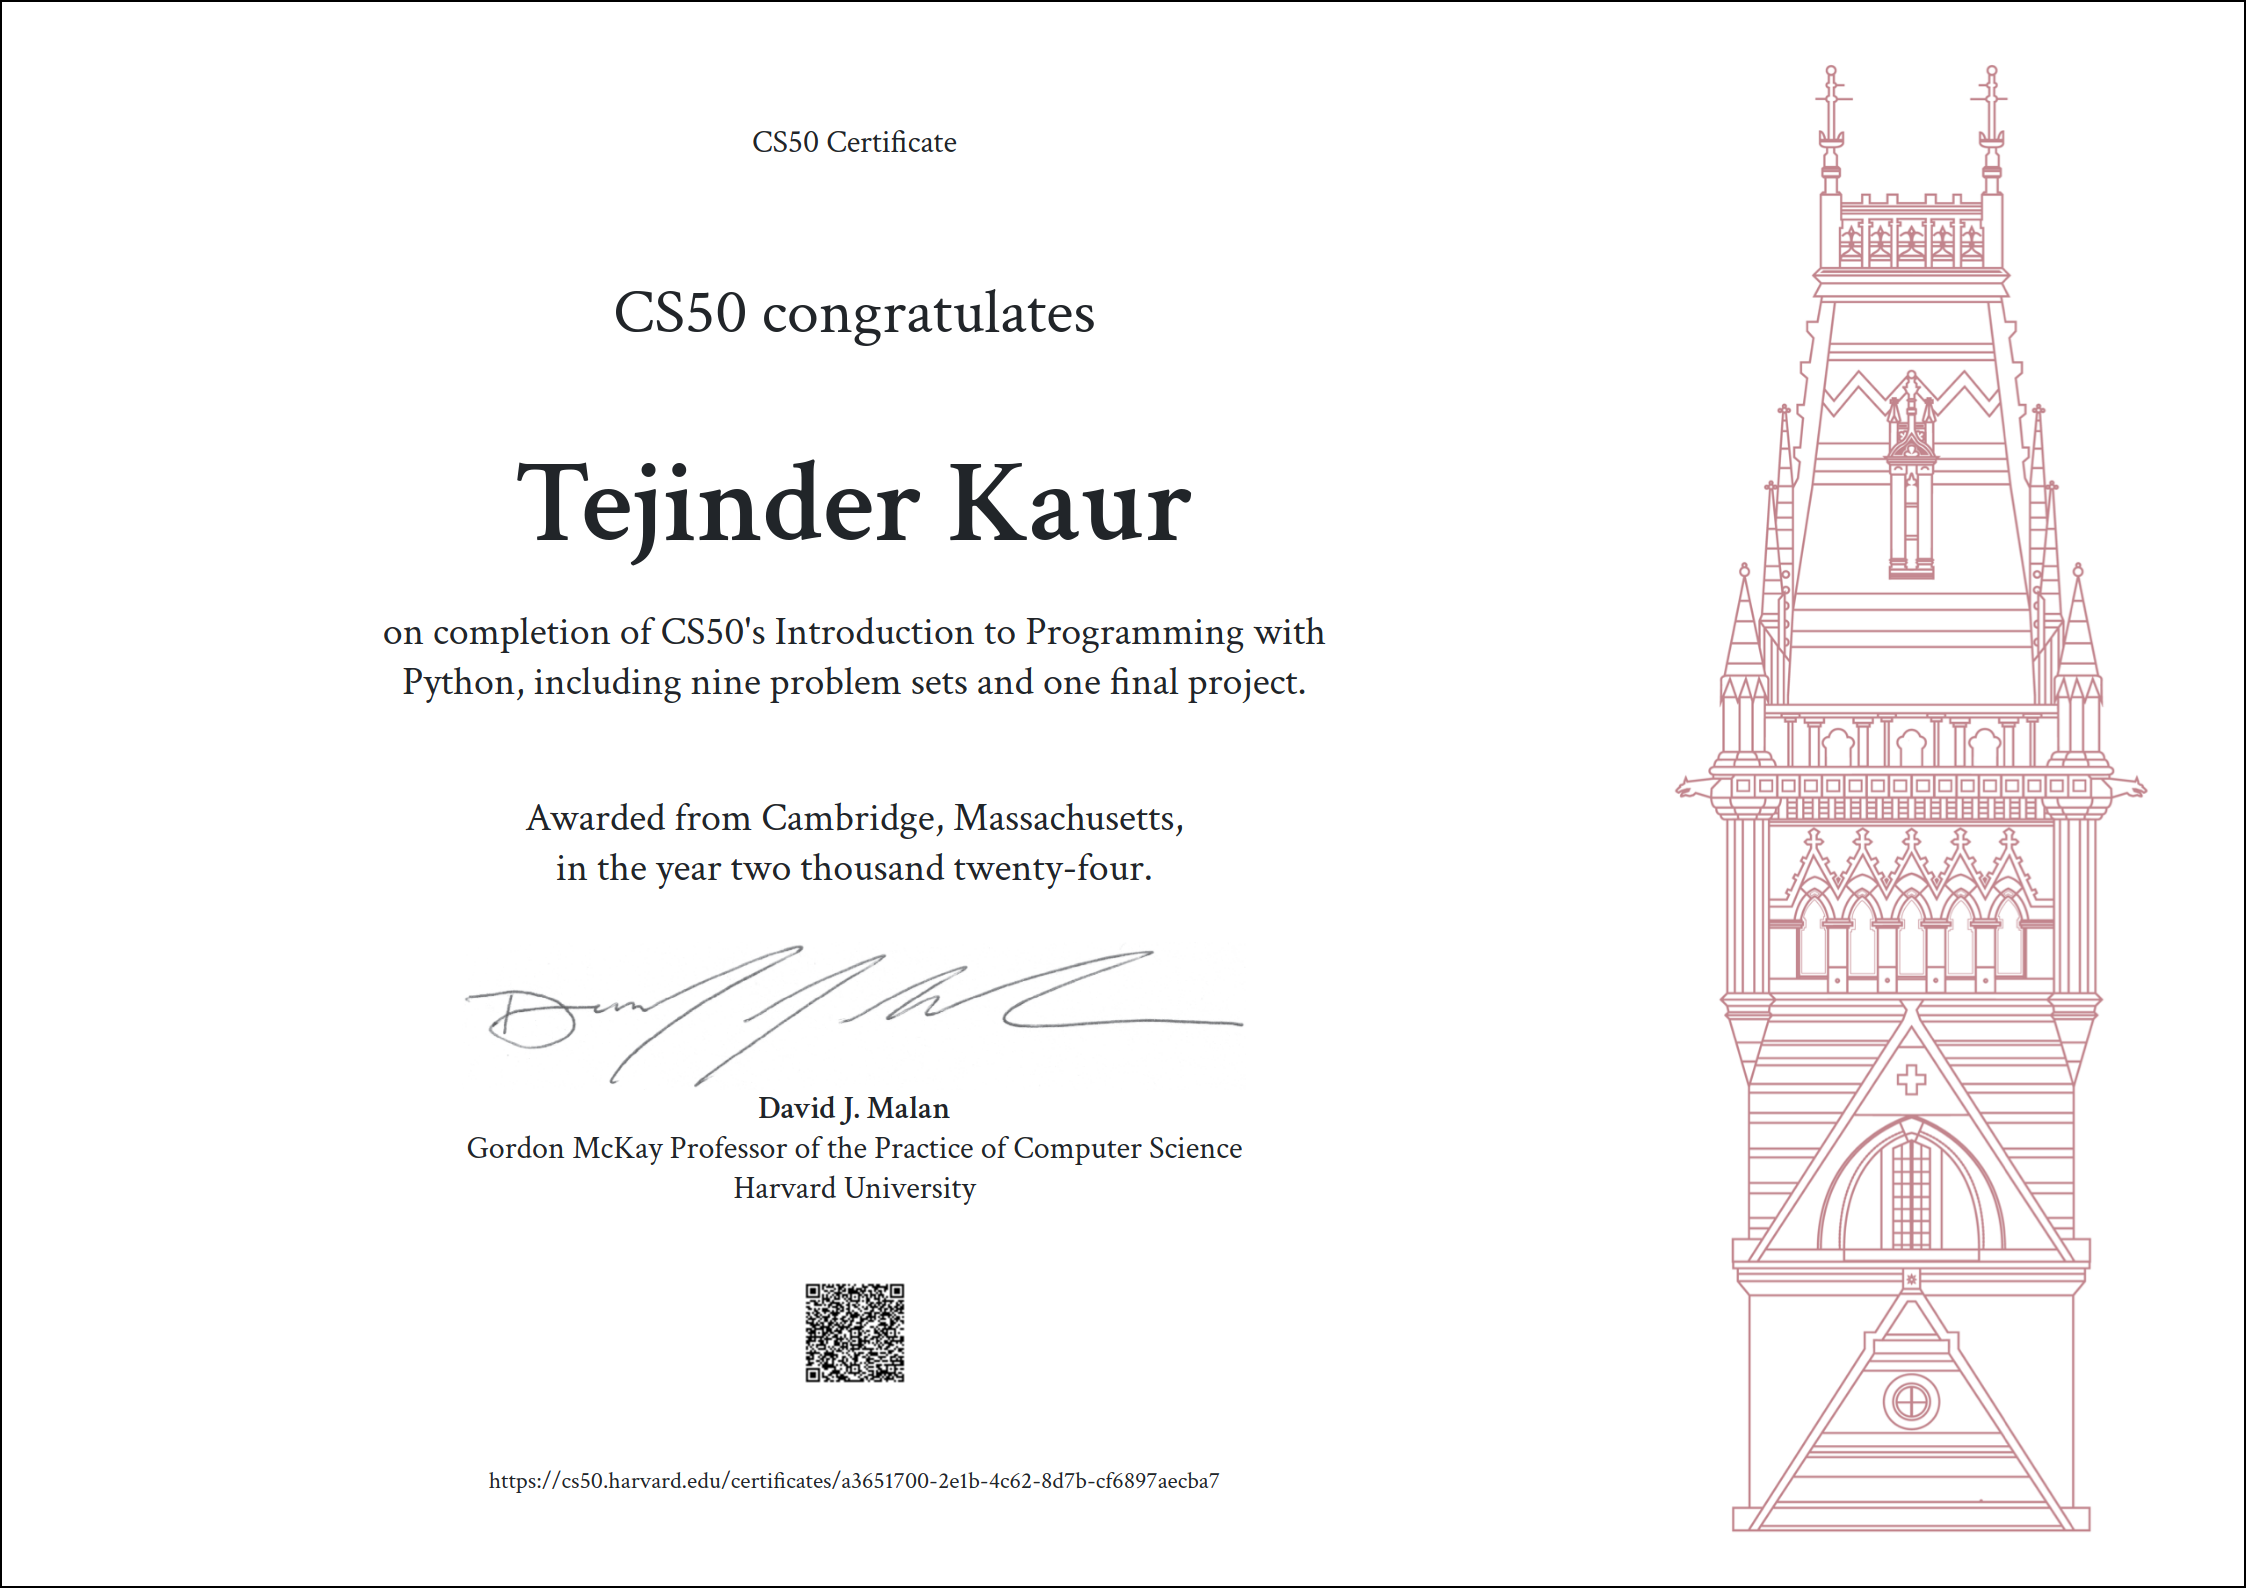 CS50 Certificate
CS50 congratulates
Tejinder Kaur
on completion of CS50's Introduction to Programming with
Python, including nine problem sets and one final project.
Awarded from Cambridge, Massachusetts,
in the year two thousand twenty-four.
David J. Malan
Gordon McKay Professor of the Practice of Computer Science
Harvard University
https://cs50.harvard.edu/certificates/a3651700-2e1b-4c62-8d7b-cf6897aecba7